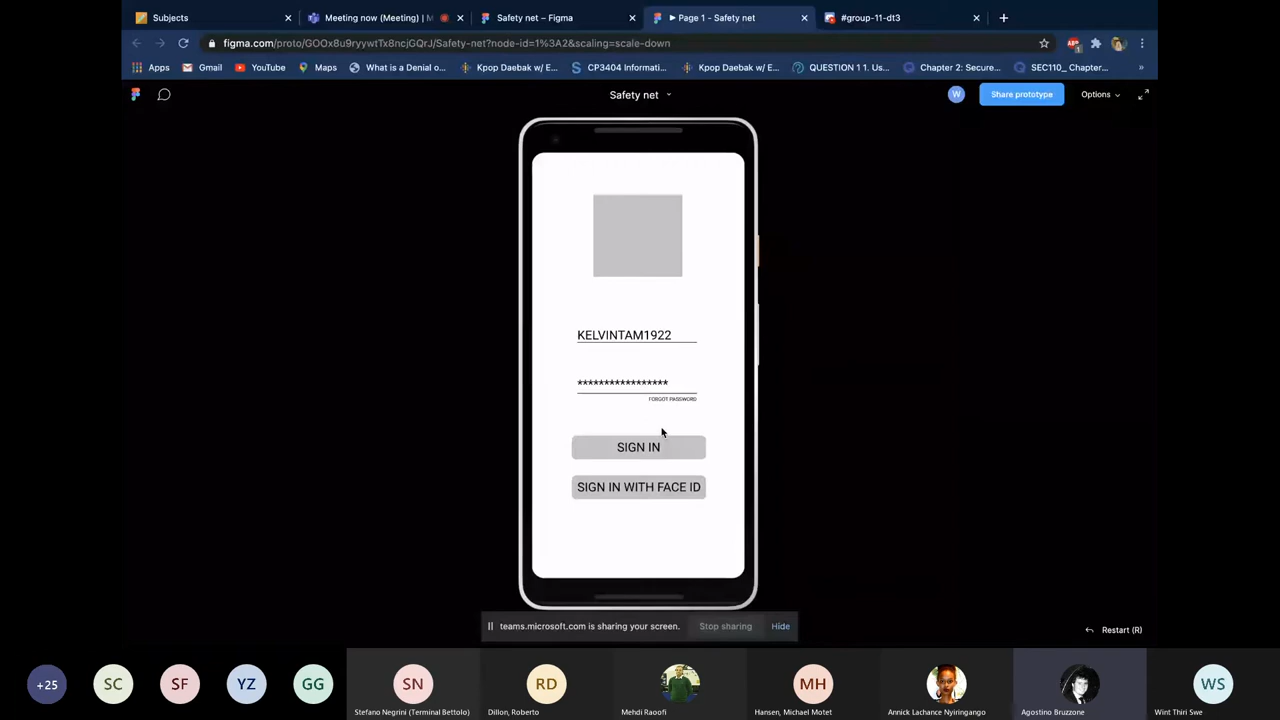 Subjects
Meeting now (Meeting) | M
Safety net – Figma
Page 1 - Safety net
#group-11-dt3
figma.com/proto/GOOx8u9ryywtTx8ncjGQrJ/Safety-net?node-id=1%3A2&scaling=scale-down
Apps
Gmail
YouTube
Maps
What is a Denial o...
Kpop Daebak w/ E...
CP3404 Informati...
Kpop Daebak w/ E...
QUESTION 1 1. Us...
Chapter 2: Secure...
SEC110_ Chapter...
Safety net
W
Share prototype
Options
KELVINTAM1922
*****************
FORGOT PASSWORD
SIGN IN
SIGN IN WITH FACE ID
teams.microsoft.com is sharing your screen.
Stop sharing
Hide
Restart (R)
+25
SC
SF
YZ
GG
SN
RD
MH
WS
Stefano Negrini (Terminal Bettolo)
Dillon, Roberto
Mehdi Raoofi
Hansen, Michael Motet
Annick Lachance Nyiringango
Agostino Bruzzone
Wint Thiri Swe